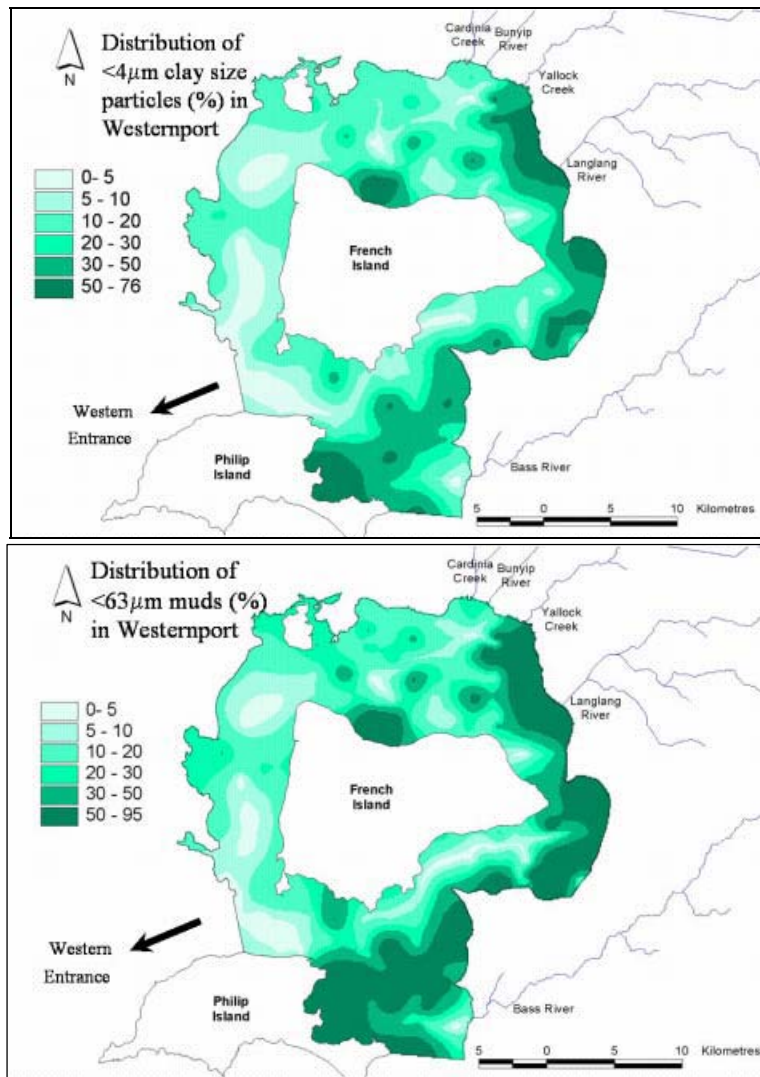 Distribution of
<4μm clay size
particles (%) in
Westernport
N
0- 5
5 - 10
10 - 20
20 - 30
30 - 50
50 - 76
Cardinia
Creek
Bunyip
River
Yallock
Creek
Langlang
River
French
Island
Western
Entrance
Philip
Island
Bass River
5 0 5 10 Kilometres
Distribution of
<63μm muds (%)
in Westernport
N
0- 5
5 - 10
10 - 20
20 - 30
30 - 50
50 - 95
Cardinia
Creek
Bunyip
River
Yallock
Creek
Langlang
River
French
Island
Western
Entrance
Philip
Island
Bass River
5 0 5 10 Kilometres